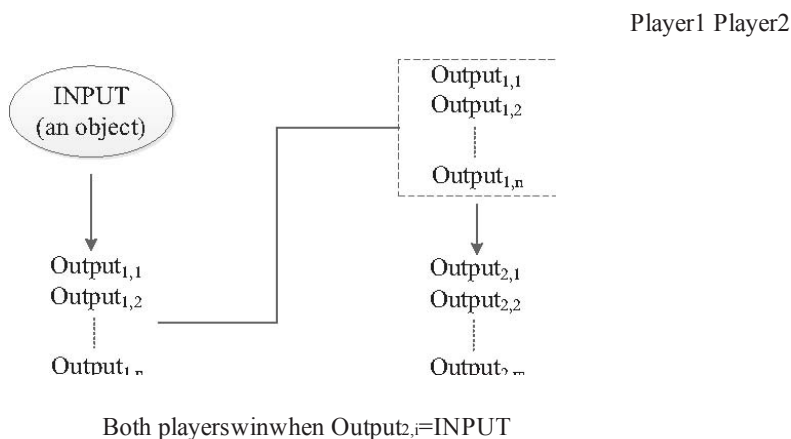 Player1 Player2
INPUT
(an object)
Output1,1
Output1,2
Output1,n
Output1,1
Output1,2
Output1,n
Output2,1
Output2,2
Output2,m
Both playerswinwhen Output2,i=INPUT